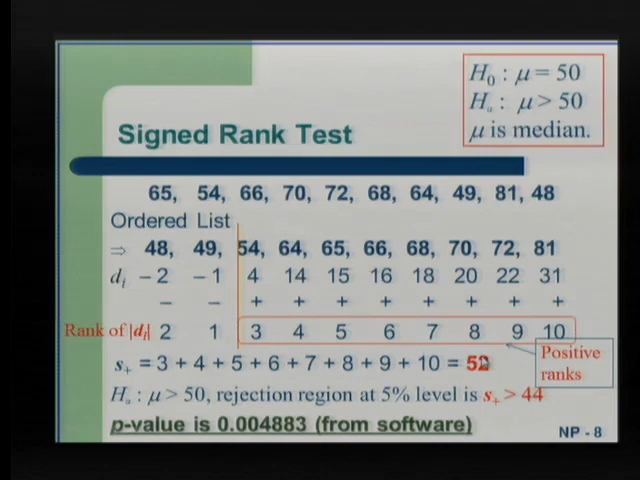 H₀ : μ = 50
Hₐ : μ > 50
μ is median.
Signed Rank Test
65, 54, 66, 70, 72, 68, 64, 49, 81, 48
Ordered List
⇒ 48, 49, 54, 64, 65, 66, 68, 70, 72, 81
dᵢ − 2 − 1 4 14 15 16 18 20 22 31
− − + + + + + + + +
Rank of |dᵢ| 2 1 3 4 5 6 7 8 9 10
s₊ = 3 + 4 + 5 + 6 + 7 + 8 + 9 + 10 = 52
Positive
ranks
Hₐ : μ > 50, rejection region at 5% level is s₊ > 44
p-value is 0.004883 (from software)
NP - 8